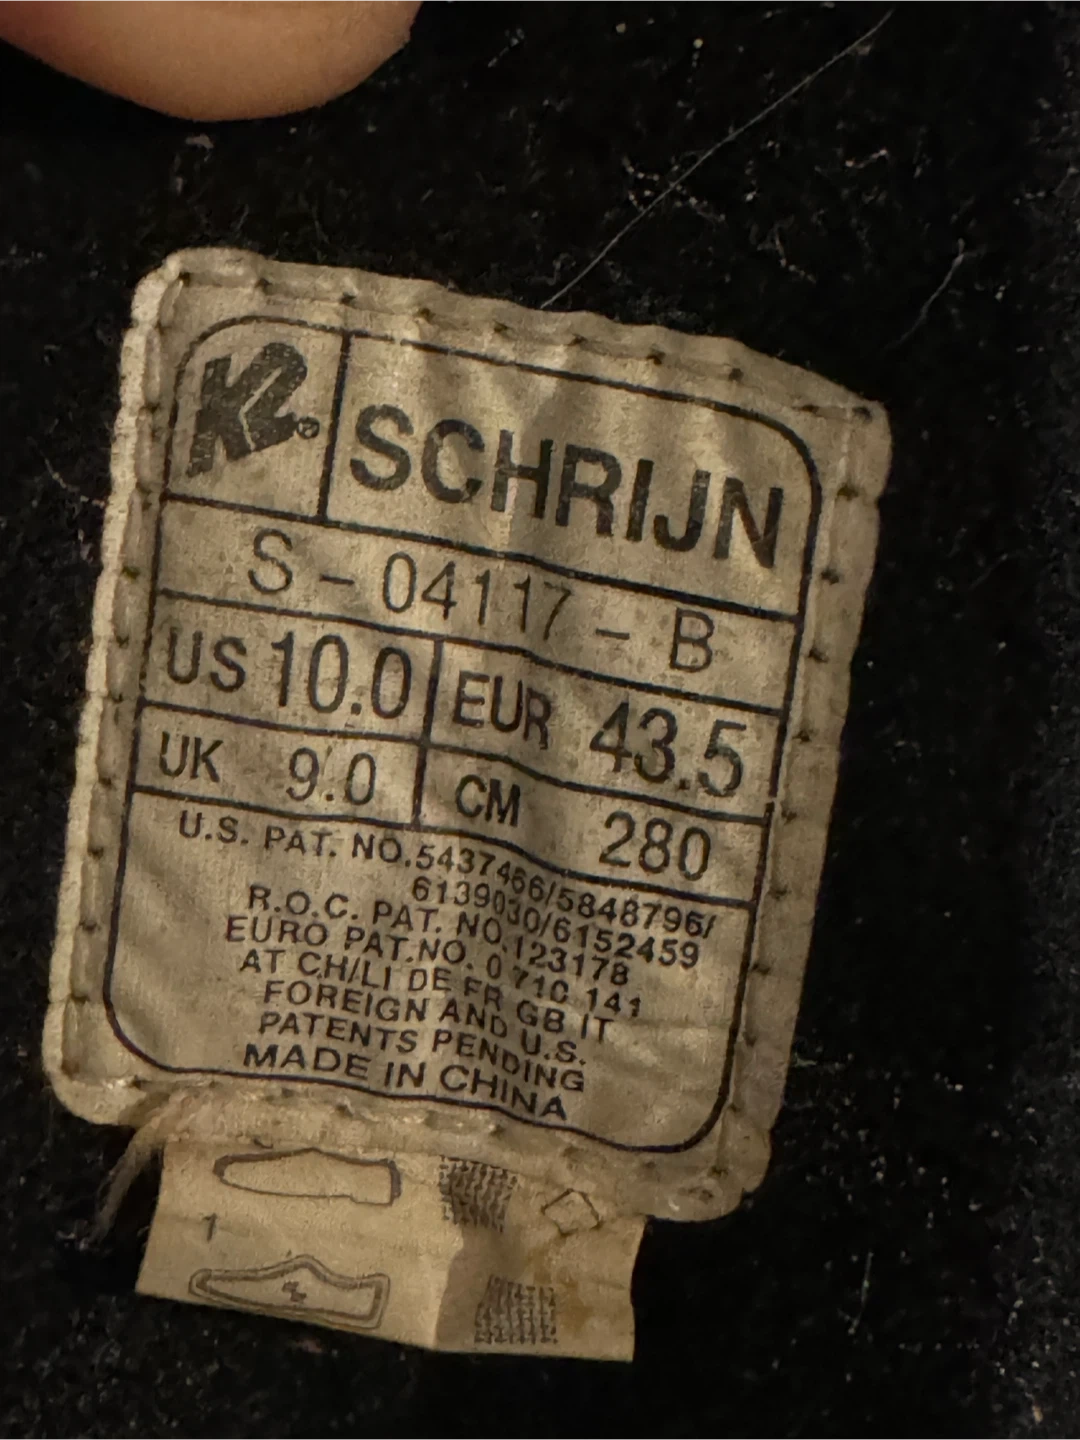 K2® SCHRIJN
S - 04117 - B
US 10.0 EUR 43.5
UK 9.0 CM 280
U.S. PAT. NO.5437466/5848796/
6139030/6152459
R.O.C. PAT. NO.123178
EURO PAT.NO. 0 710 141
AT CH/LI DE FR GB IT
FOREIGN AND U.S.
PATENTS PENDING
MADE IN CHINA
1